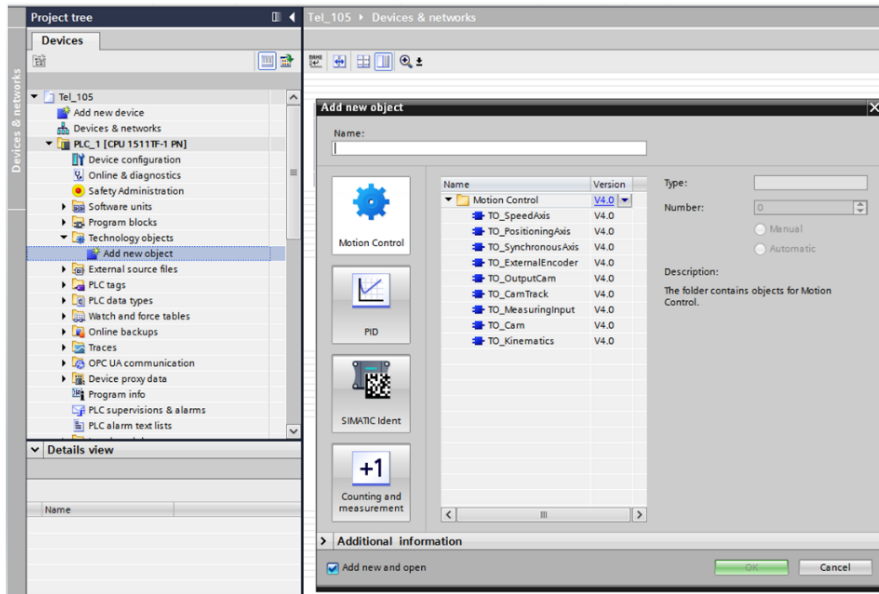 Project tree
Tel_105 ▸ Devices & networks
Devices
Devices & networks
Tel_105
Add new device
Devices & networks
PLC_1 [CPU 1511TF-1 PN]
Device configuration
Online & diagnostics
Safety Administration
Software units
Program blocks
Technology objects
Add new object
External source files
PLC tags
PLC data types
Watch and force tables
Online backups
Traces
OPC UA communication
Device proxy data
Program info
PLC supervisions & alarms
PLC alarm text lists
Details view
Name
Add new object
Name:
Motion Control
PID
SIMATIC Ident
+1
Counting and
measurement
Name Version
Motion Control V4.0
TO_SpeedAxis V4.0
TO_PositioningAxis V4.0
TO_SynchronousAxis V4.0
TO_ExternalEncoder V4.0
TO_OutputCam V4.0
TO_CamTrack V4.0
TO_MeasuringInput V4.0
TO_Cam V4.0
TO_Kinematics V4.0
Type:
Number: 0
Manual
Automatic
Description:
The folder contains objects for Motion
Control.
Additional information
Add new and open
OK Cancel